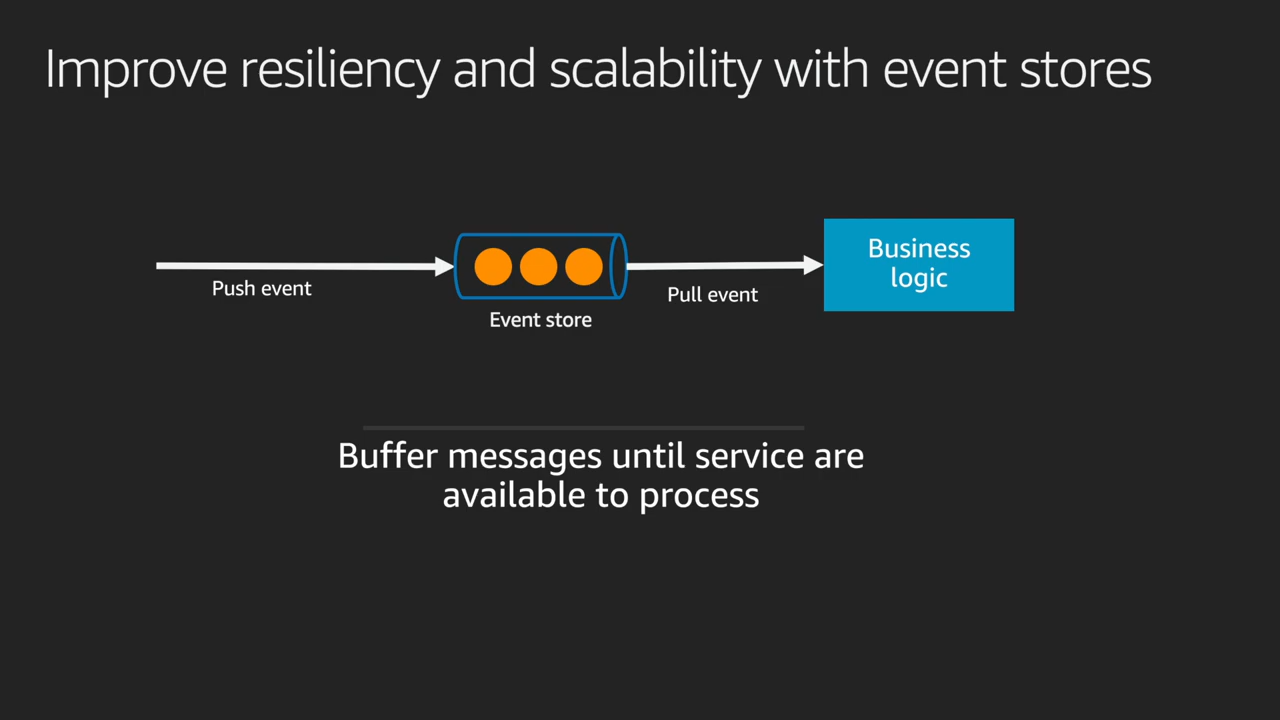 Improve resiliency and scalability with event stores
Push event
Event store
Pull event
Business
logic
Buffer messages until service are
available to process